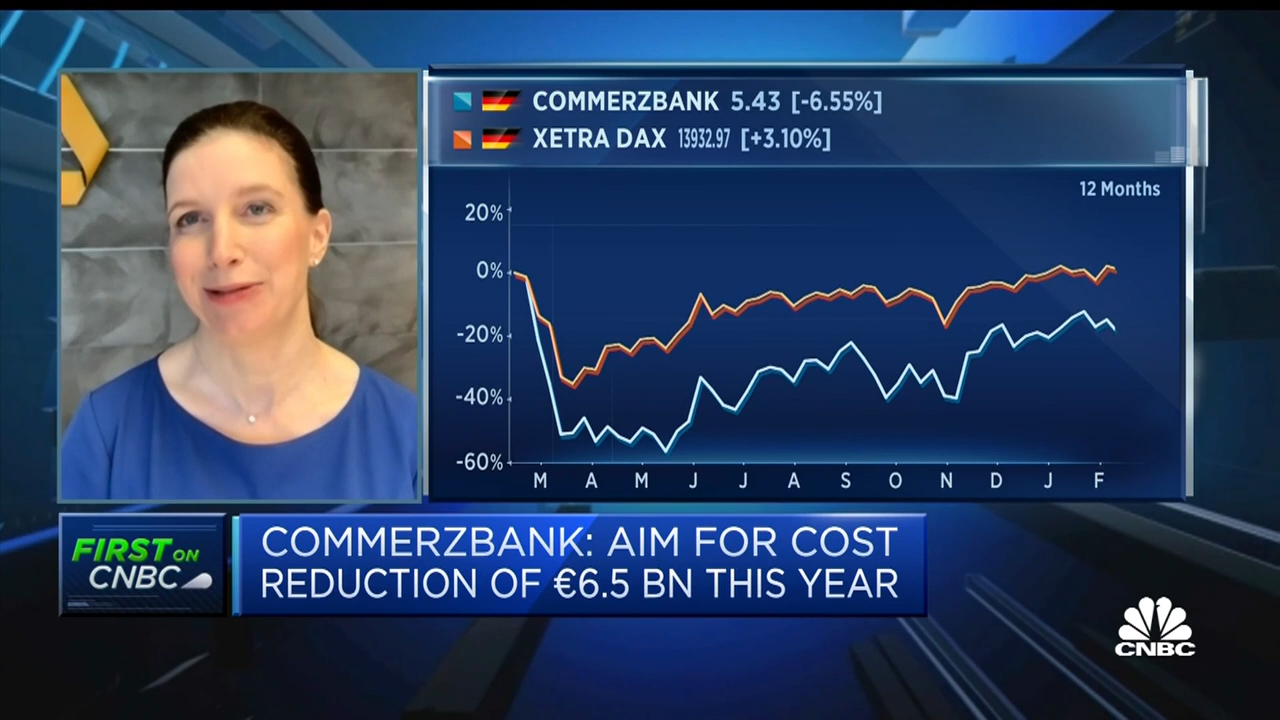 COMMERZBANK 5.43 [-6.55%]
XETRA DAX 13932.97 [+3.10%]
12 Months
20%
0%
-20%
-40%
-60%
M A M J J A S O N D J F
FIRST ON
CNBC
COMMERZBANK: AIM FOR COST
REDUCTION OF €6.5 BN THIS YEAR
CNBC